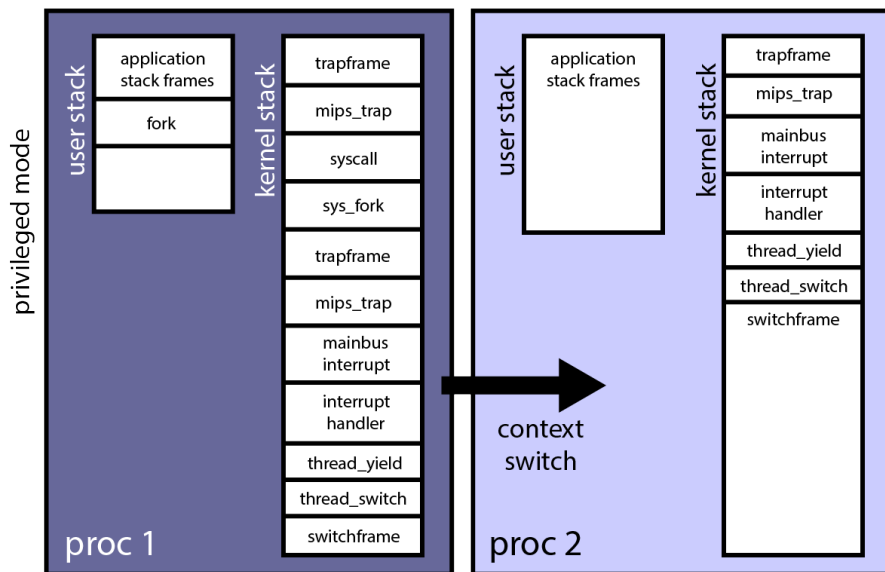 privileged mode
user stack
application
stack frames
fork
kernel stack
trapframe
mips_trap
syscall
sys_fork
trapframe
mips_trap
mainbus
interrupt
interrupt
handler
thread_yield
thread_switch
switchframe
proc 1
context
switch
user stack
application
stack frames
kernel stack
trapframe
mips_trap
mainbus
interrupt
interrupt
handler
thread_yield
thread_switch
switchframe
proc 2